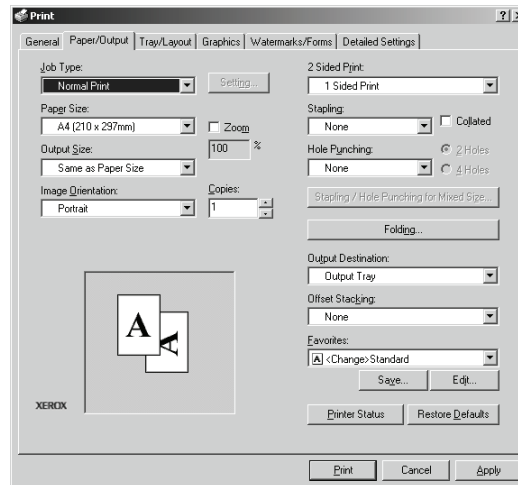 Print
General Paper/Output Tray/Layout Graphics Watermarks/Forms Detailed Settings
Job Type:
Normal Print
Setting...
Paper Size:
A4 (210 x 297mm)
Zoom
Output Size:
100 %
Same as Paper Size
Image Orientation:
Portrait
Copies:
1
A
A
XEROX
2 Sided Print:
1 Sided Print
Stapling:
None
Collated
Hole Punching:
None
2 Holes
4 Holes
Stapling / Hole Punching for Mixed Size...
Folding...
Output Destination:
Output Tray
Offset Stacking:
None
Favorites:
A <Change>Standard
Save... Edit...
Printer Status Restore Defaults
Print Cancel Apply